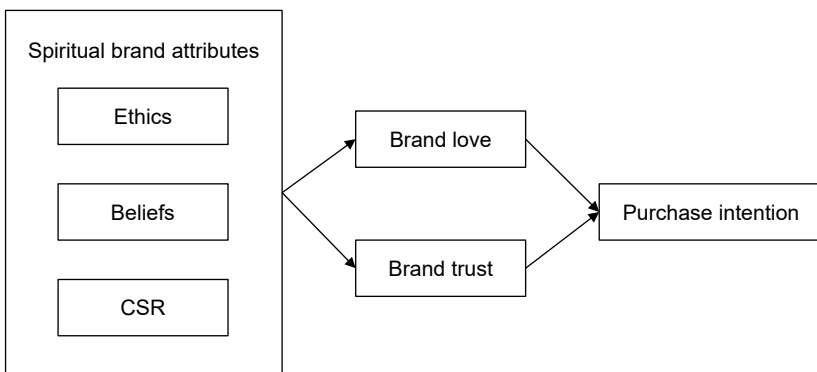 Spiritual brand attributes
Ethics
Beliefs
CSR
Brand love
Brand trust
Purchase intention